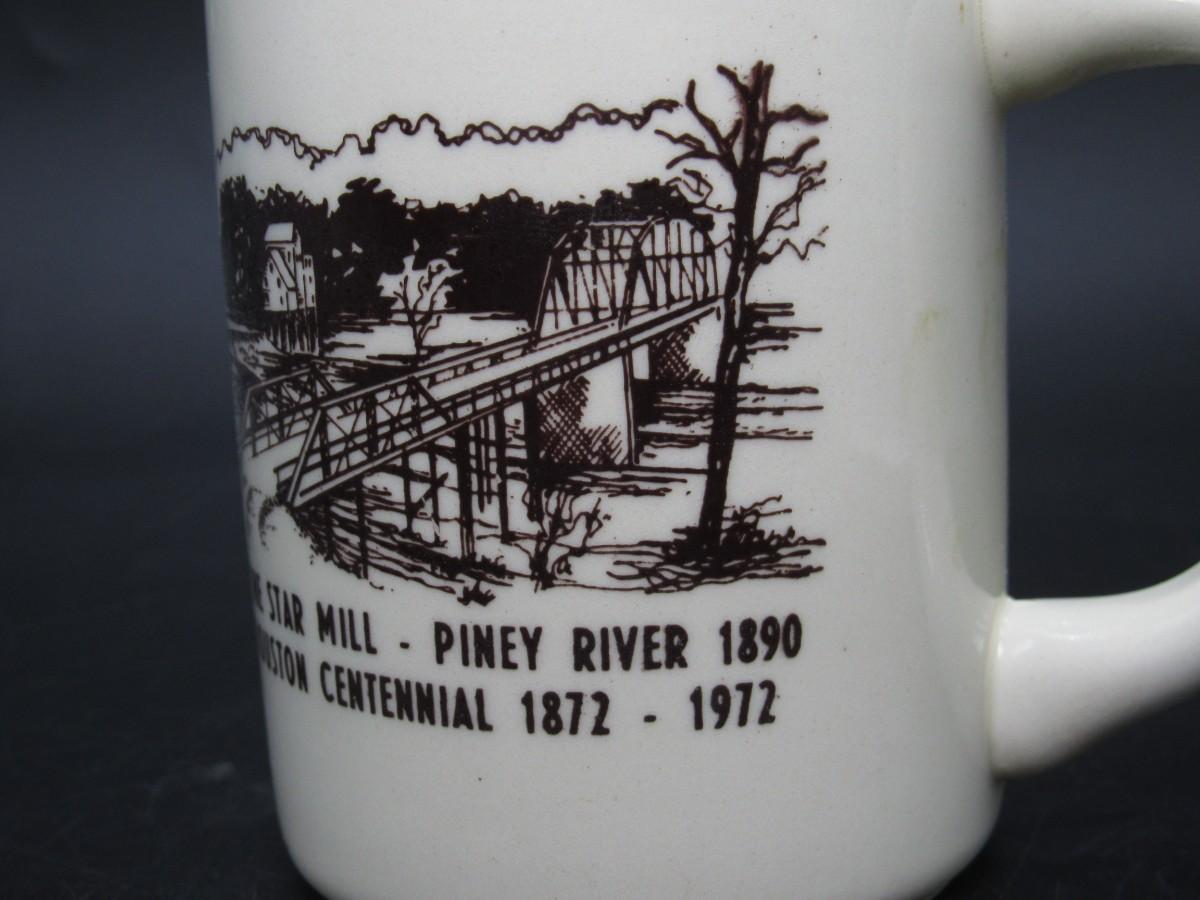 STAR MILL - PINEY RIVER 1890
CENTENNIAL 1872 - 1972